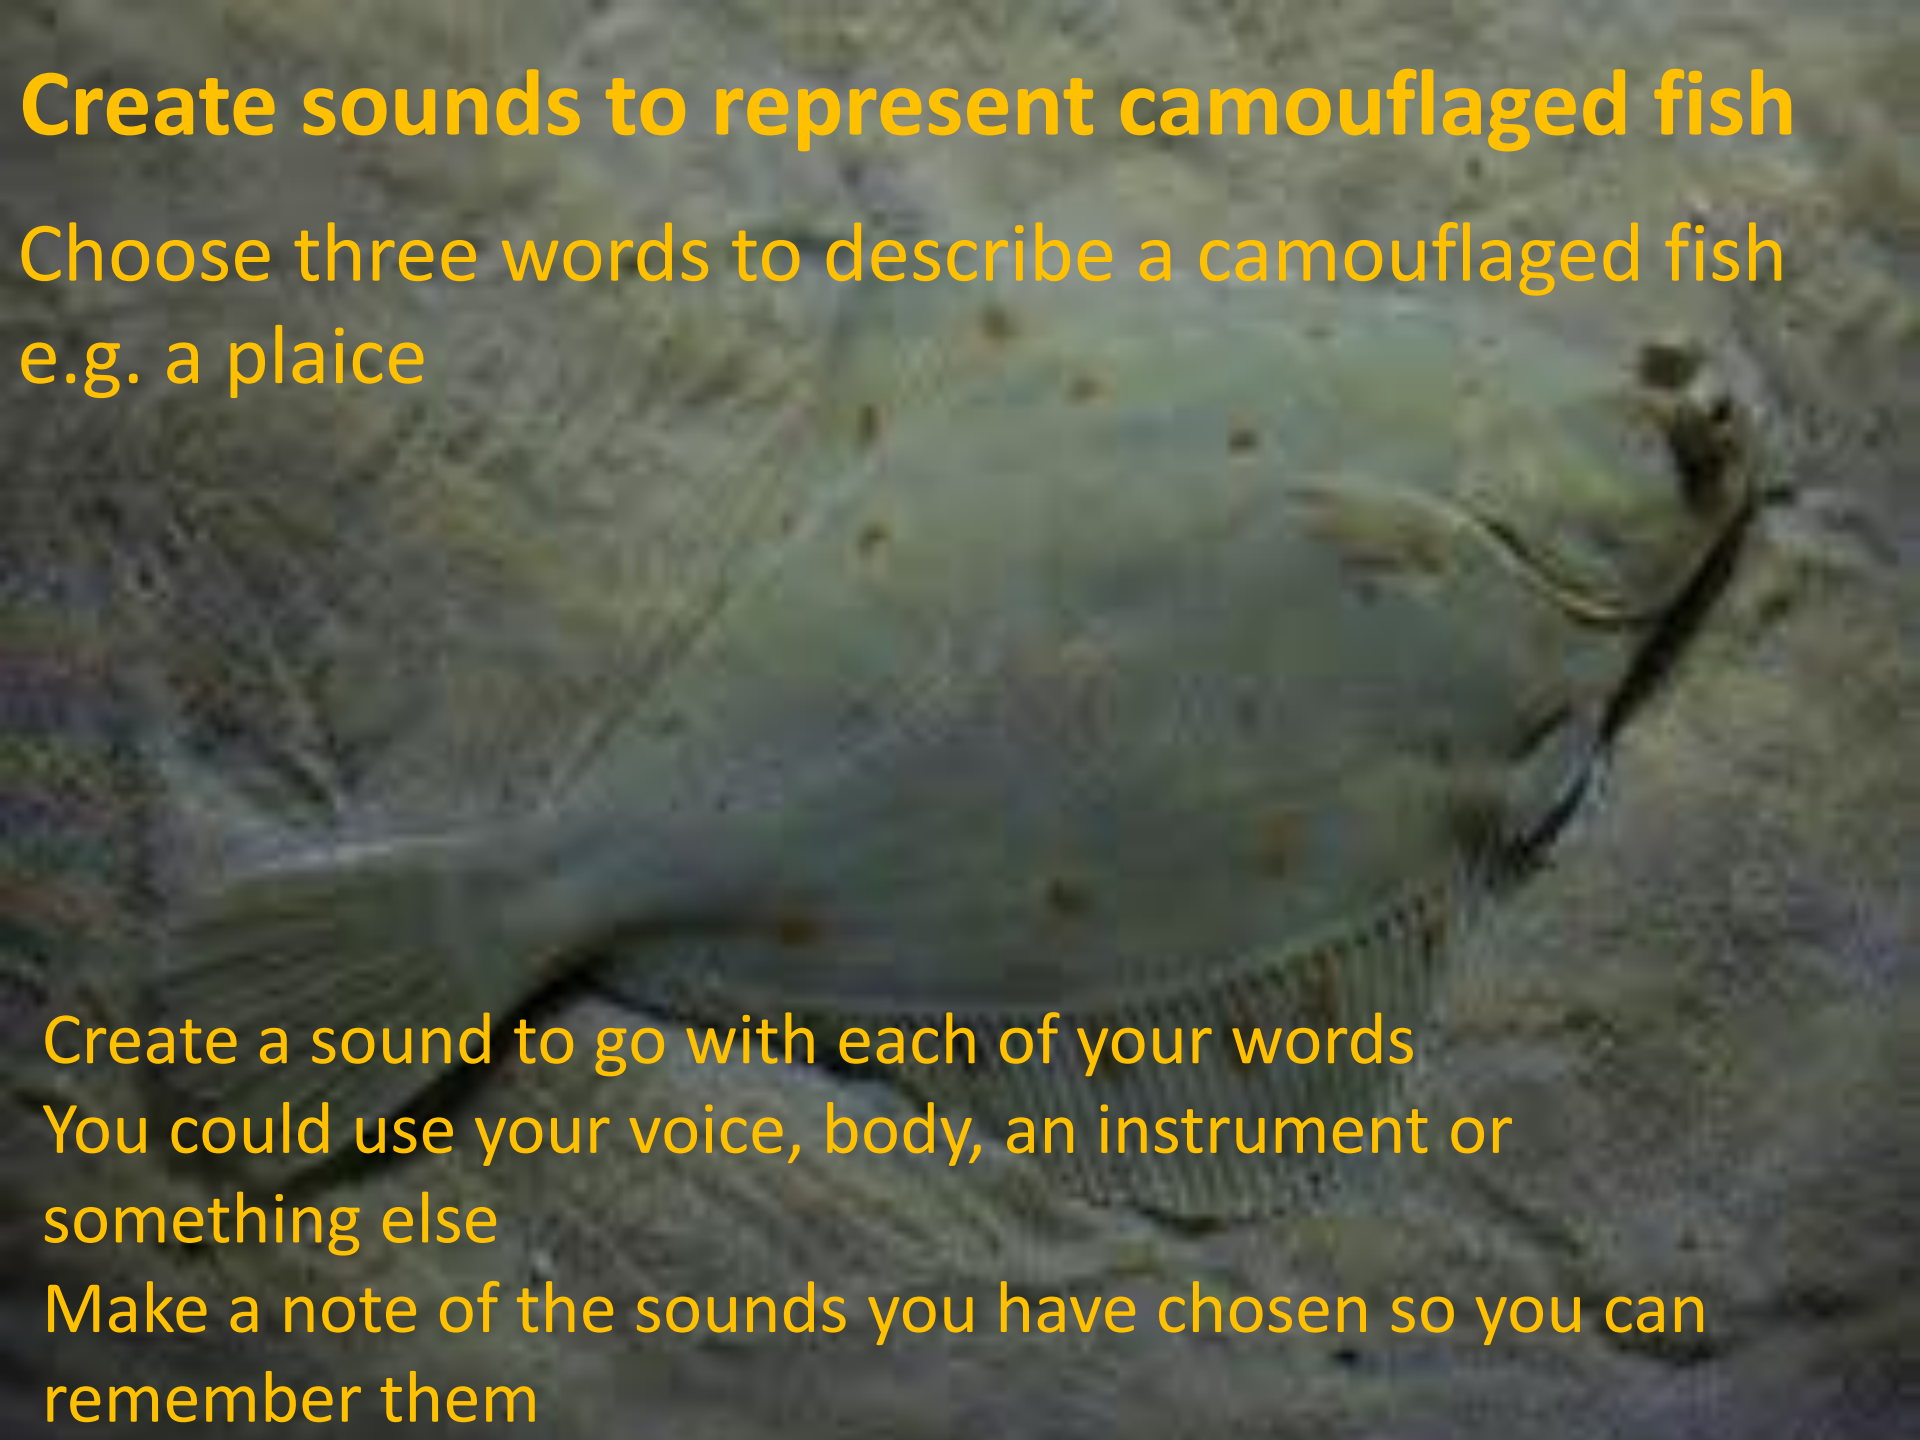 Create sounds to represent camouflaged fish
Choose three words to describe a camouflaged fish
e.g. a plaice
Create a sound to go with each of your words
You could use your voice, body, an instrument or
something else
Make a note of the sounds you have chosen so you can
remember them